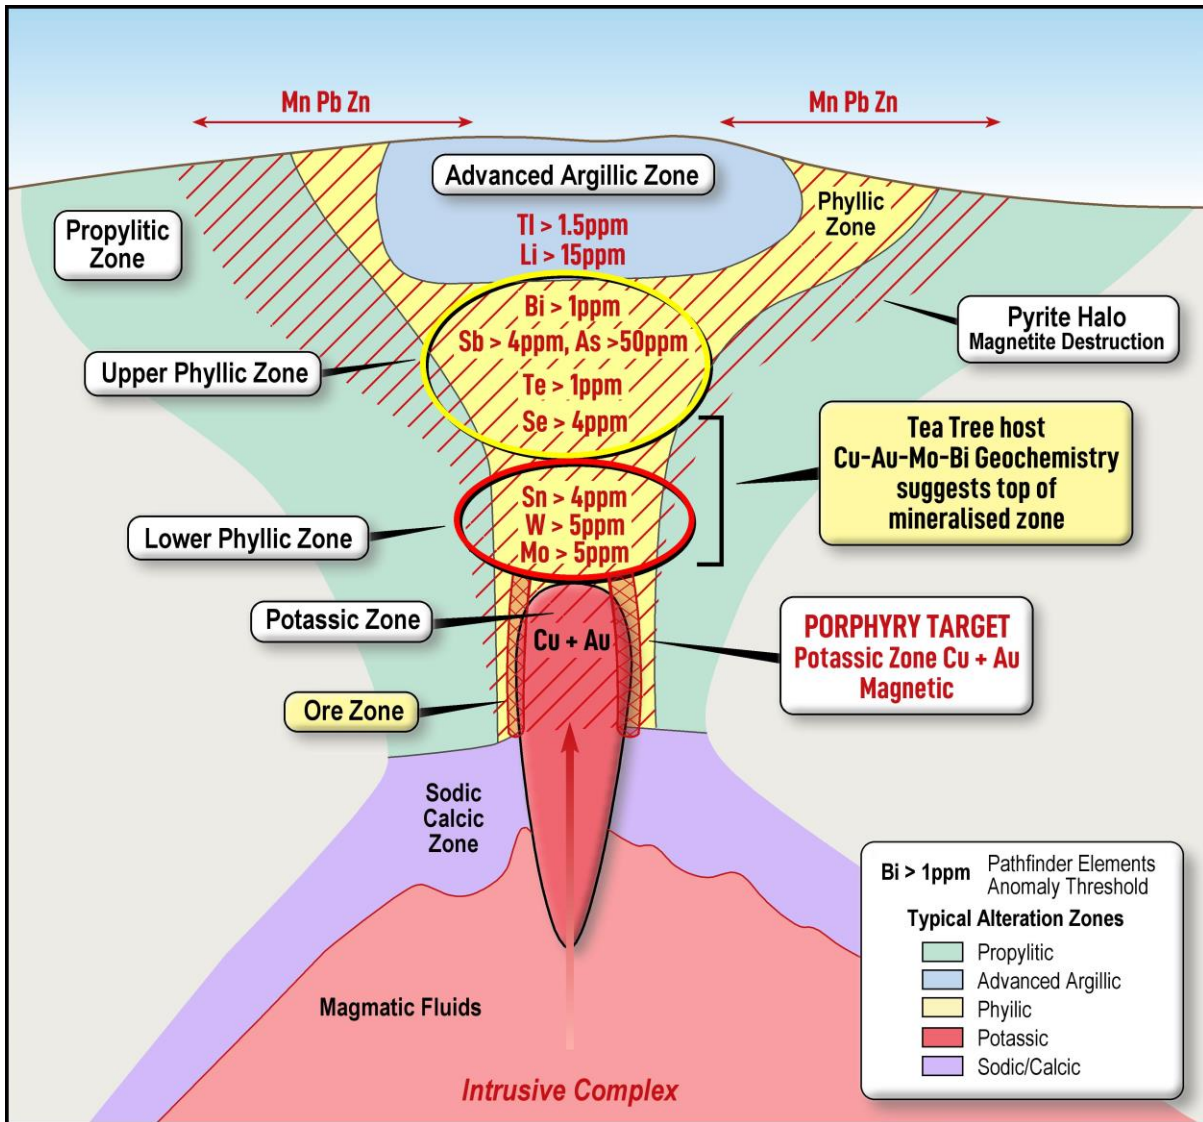 Mn Pb Zn
Mn Pb Zn
Advanced Argillic Zone
Tl > 1.5ppm
Li > 15ppm
Phyllic
Zone
Propylitic
Zone
Bi > 1ppm
Sb > 4ppm, As >50ppm
Te > 1ppm
Se > 4ppm
Pyrite Halo
Magnetite Destruction
Upper Phyllic Zone
Tea Tree host
Cu-Au-Mo-Bi Geochemistry
suggests top of
mineralised zone
Sn > 4ppm
W > 5ppm
Mo > 5ppm
Lower Phyllic Zone
Potassic Zone
Cu + Au
PORPHYRY TARGET
Potassic Zone Cu + Au
Magnetic
Ore Zone
Sodic
Calcic
Zone
Magmatic Fluids
Intrusive Complex
Bi > 1ppm Pathfinder Elements
Anomaly Threshold
Typical Alteration Zones
Propylitic
Advanced Argillic
Phyilic
Potassic
Sodic/Calcic